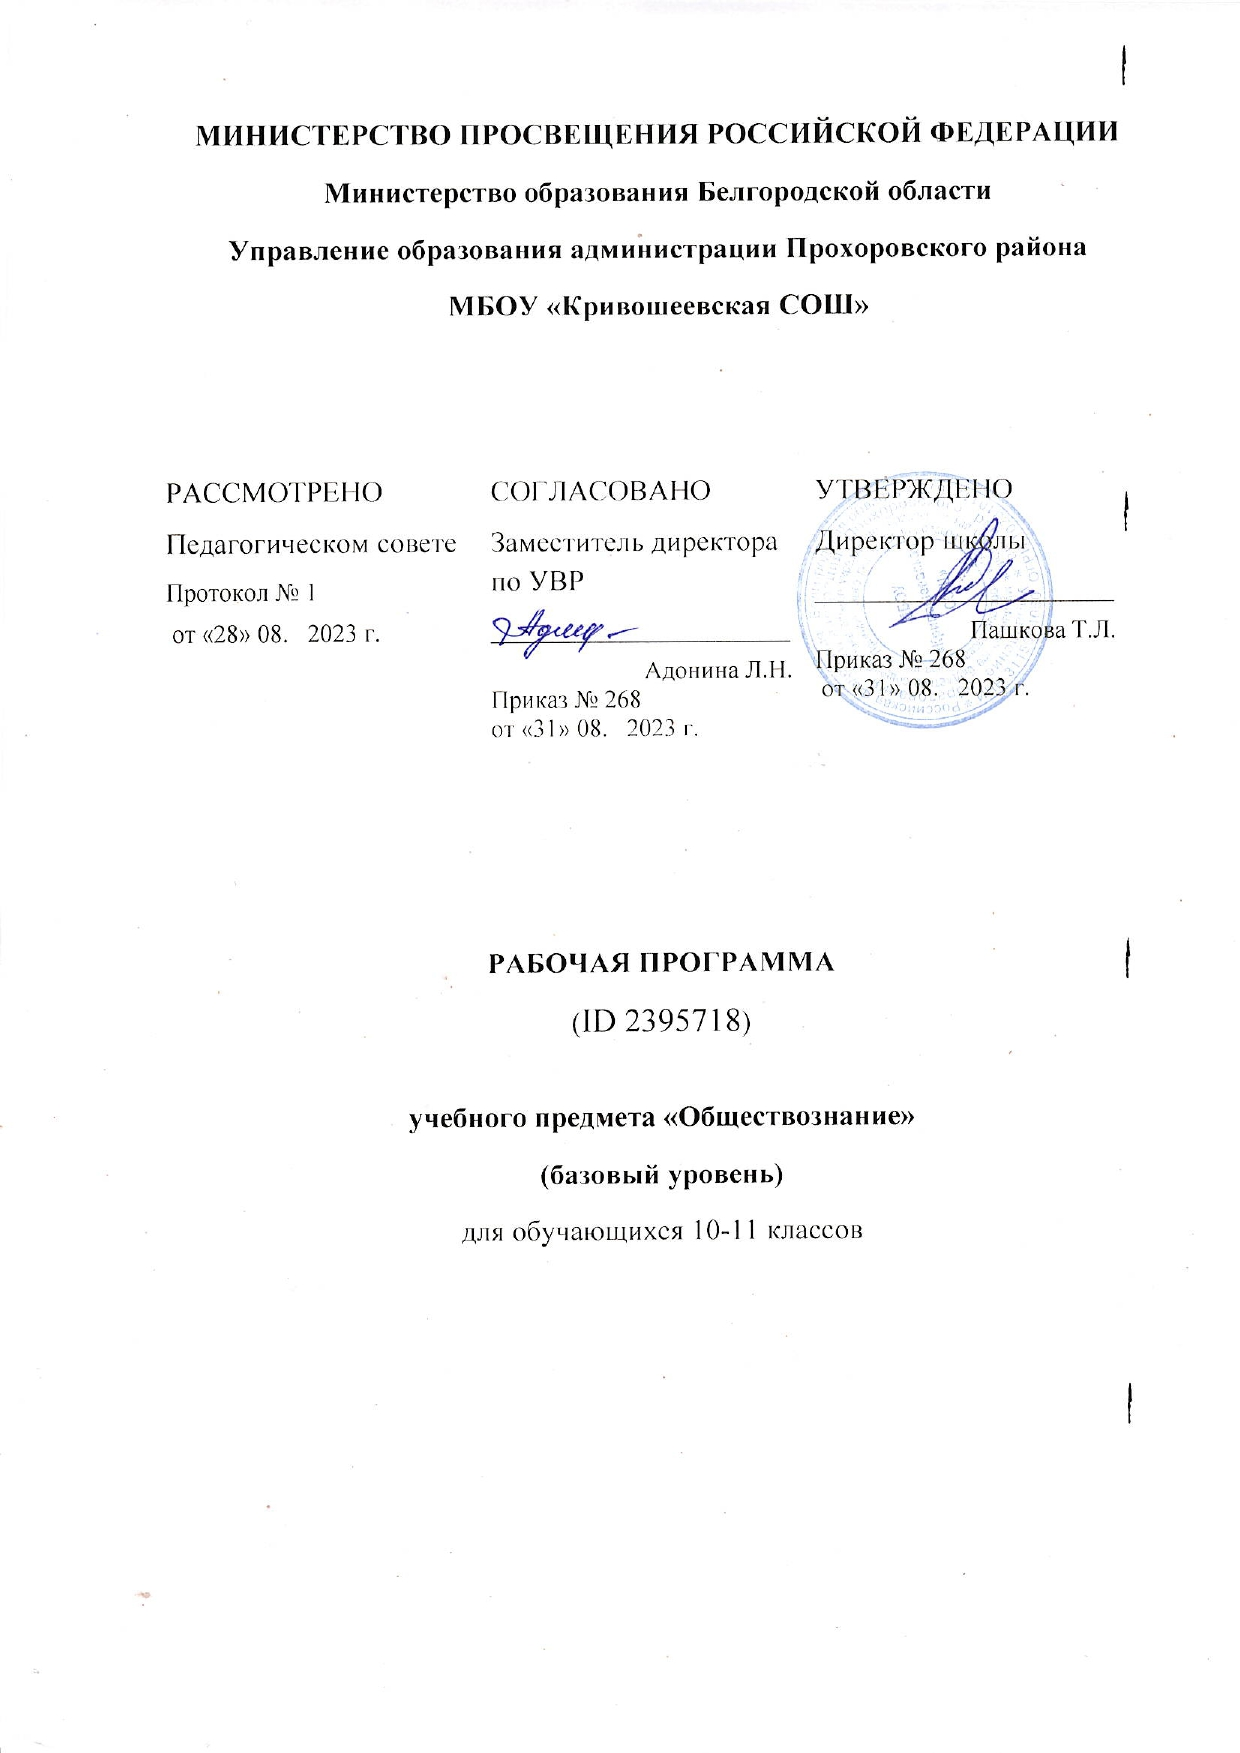 МИНИСТЕРСТВО ПРОСВЕЩЕНИЯ РОССИЙСКОЙ ФЕДЕРАЦИИ
Министерство образования Белгородской области
Управление образования администрации Прохоровского района
МБОУ «Кривошеевская СОШ»
РАССМОТРЕНО
Педагогическом совете
Протокол № 1
от «28» 08. 2023 г.
СОГЛАСОВАНО
Заместитель директора
по УВР
Адонина Л.Н.
Приказ № 268
от «31» 08. 2023 г.
УТВЕРЖДЕНО
Директор школы
Пашкова Т.Л.
Приказ № 268
от «31» 08. 2023 г.
РАБОЧАЯ ПРОГРАММА
(ID 2395718)
учебного предмета «Обществознание»
(базовый уровень)
для обучающихся 10-11 классов